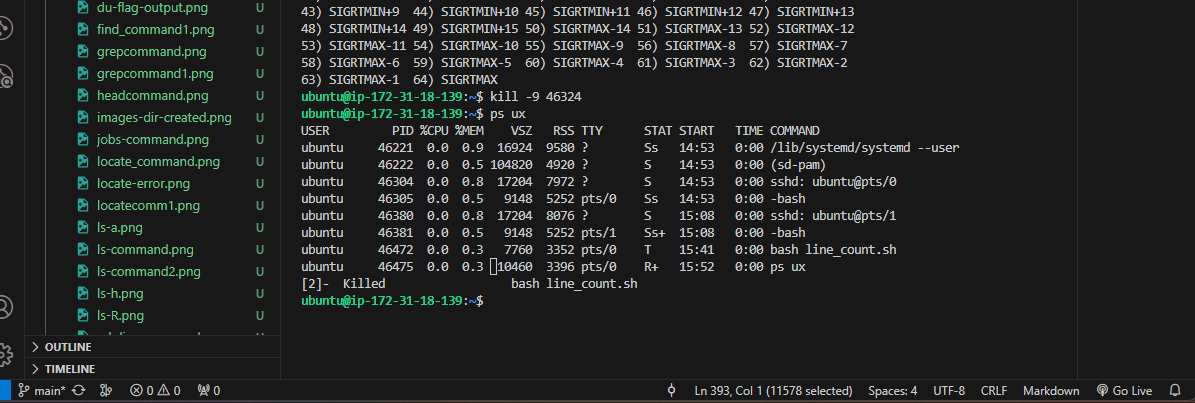 du-flag-output.png U
find_command1.png U
grepcommand.png U
grepcommand1.png U
headcommand.png U
images-dir-created.png U
jobs-command.png U
locate_command.png U
locate-error.png U
locatecomm1.png U
ls-a.png U
ls-command.png U
ls-command2.png U
ls-h.png U
ls-R.png U
OUTLINE
TIMELINE
43) SIGRTMIN+9 44) SIGRTMIN+10 45) SIGRTMIN+11 46) SIGRTMIN+12 47) SIGRTMIN+13
48) SIGRTMIN+14 49) SIGRTMIN+15 50) SIGRTMAX-14 51) SIGRTMAX-13 52) SIGRTMAX-12
53) SIGRTMAX-11 54) SIGRTMAX-10 55) SIGRTMAX-9 56) SIGRTMAX-8 57) SIGRTMAX-7
58) SIGRTMAX-6 59) SIGRTMAX-5 60) SIGRTMAX-4 61) SIGRTMAX-3 62) SIGRTMAX-2
63) SIGRTMAX-1 64) SIGRTMAX
ubuntu@ip-172-31-18-139:~$ kill -9 46324
ubuntu@ip-172-31-18-139:~$ ps ux
USER PID %CPU %MEM VSZ RSS TTY STAT START TIME COMMAND
ubuntu 46221 0.0 0.9 16924 9580 ? Ss 14:53 0:00 /lib/systemd/systemd --user
ubuntu 46222 0.0 0.5 104820 4920 ? S 14:53 0:00 (sd-pam)
ubuntu 46304 0.0 0.8 17204 7972 ? S 14:53 0:00 sshd: ubuntu@pts/0
ubuntu 46305 0.0 0.5 9148 5252 pts/0 Ss 14:53 0:00 -bash
ubuntu 46380 0.0 0.8 17204 8076 ? S 15:08 0:00 sshd: ubuntu@pts/1
ubuntu 46381 0.0 0.5 9148 5252 pts/1 Ss+ 15:08 0:00 -bash
ubuntu 46472 0.0 0.3 7760 3352 pts/0 T 15:41 0:00 bash line_count.sh
ubuntu 46475 0.0 0.3 10460 3396 pts/0 R+ 15:52 0:00 ps ux
[2]- Killed bash line_count.sh
ubuntu@ip-172-31-18-139:~$
main* 0 0 0 Ln 393, Col 1 (11578 selected) Spaces: 4 UTF-8 CRLF Markdown Go Live